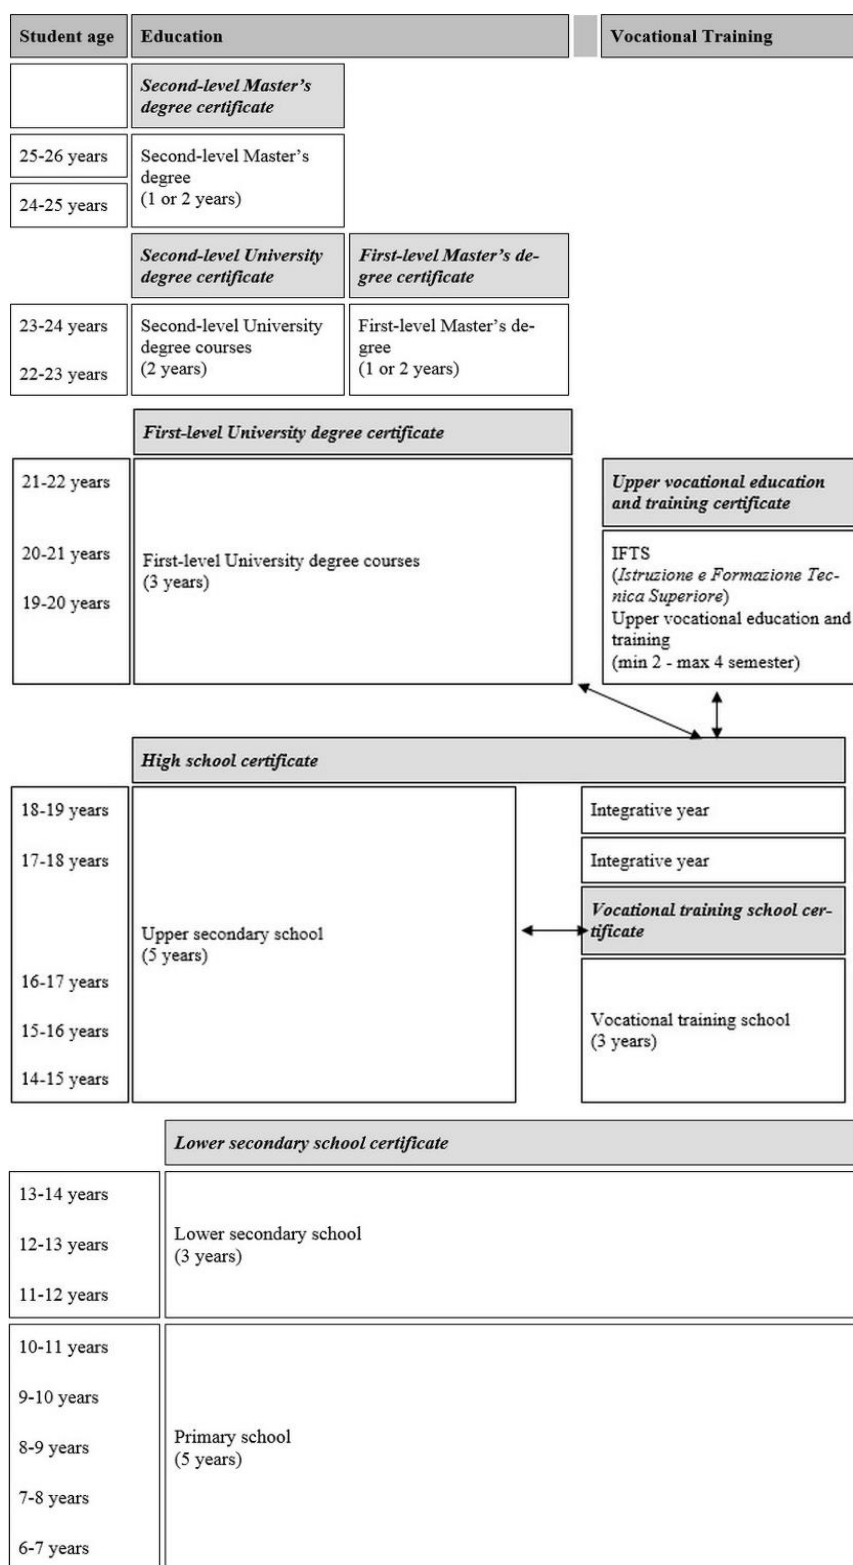 Student age
Education
Vocational Training
Second-level Master's
degree certificate
25-26 years
24-25 years
Second-level Master's
degree
(1 or 2 years)
Second-level University
degree certificate
First-level Master's de-
gree certificate
23-24 years
22-23 years
Second-level University
degree courses
(2 years)
First-level Master's de-
gree
(1 or 2 years)
First-level University degree certificate
21-22 years
20-21 years
19-20 years
First-level University degree courses
(3 years)
Upper vocational education
and training certificate
IFTS
(Istruzione e Formazione Tec-
nica Superiore)
Upper vocational education and
training
(min 2 - max 4 semester)
High school certificate
18-19 years
17-18 years
16-17 years
15-16 years
14-15 years
Upper secondary school
(5 years)
Integrative year
Integrative year
Vocational training school cer-
tificate
Vocational training school
(3 years)
Lower secondary school certificate
13-14 years
12-13 years
11-12 years
Lower secondary school
(3 years)
10-11 years
9-10 years
8-9 years
7-8 years
6-7 years
Primary school
(5 years)